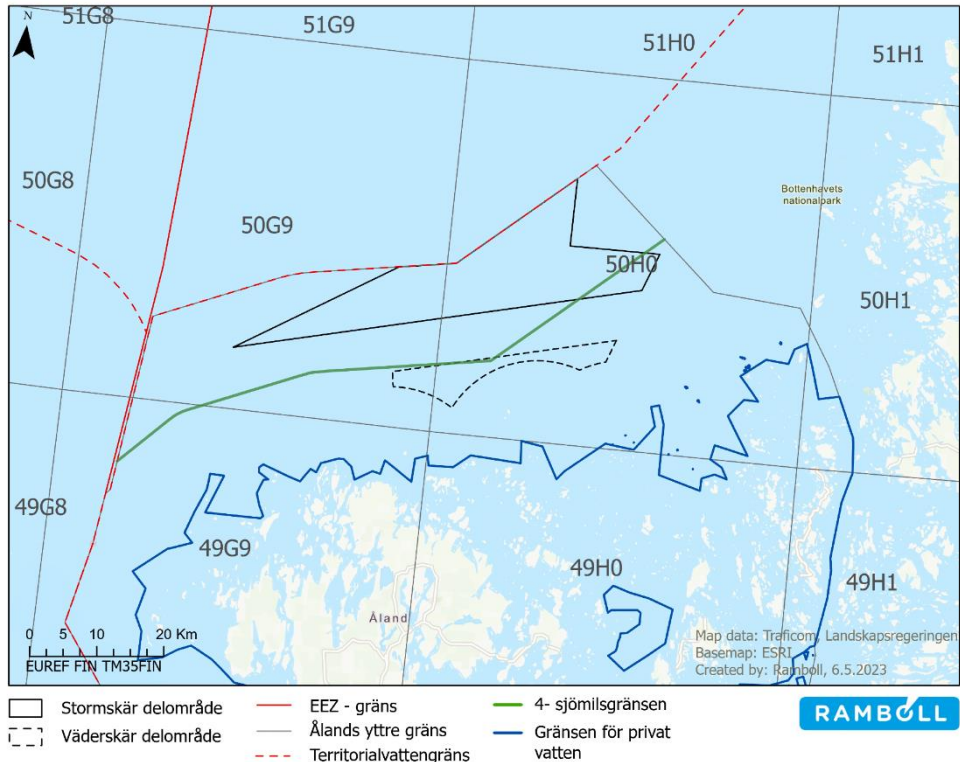 51G8
51G9
51H0
51H1
N
50G8
Bottenhavets
nationalpark
50G9
50H0
50H1
49G8
49G9
49H0
49H1
Åland
0 5 10 20 Km
EUREF FIN TM35FIN
Map data: Traficom, Landskapsregeringen
Basemap: ESRI
Created by: Ramboll, 6.5.2023
Stormskär delområde
Väderskär delområde
EEZ - gräns
Ålands yttre gräns
Territorialvattengräns
4- sjömilsgränsen
Gränsen för privat
vatten
RAMBOLL